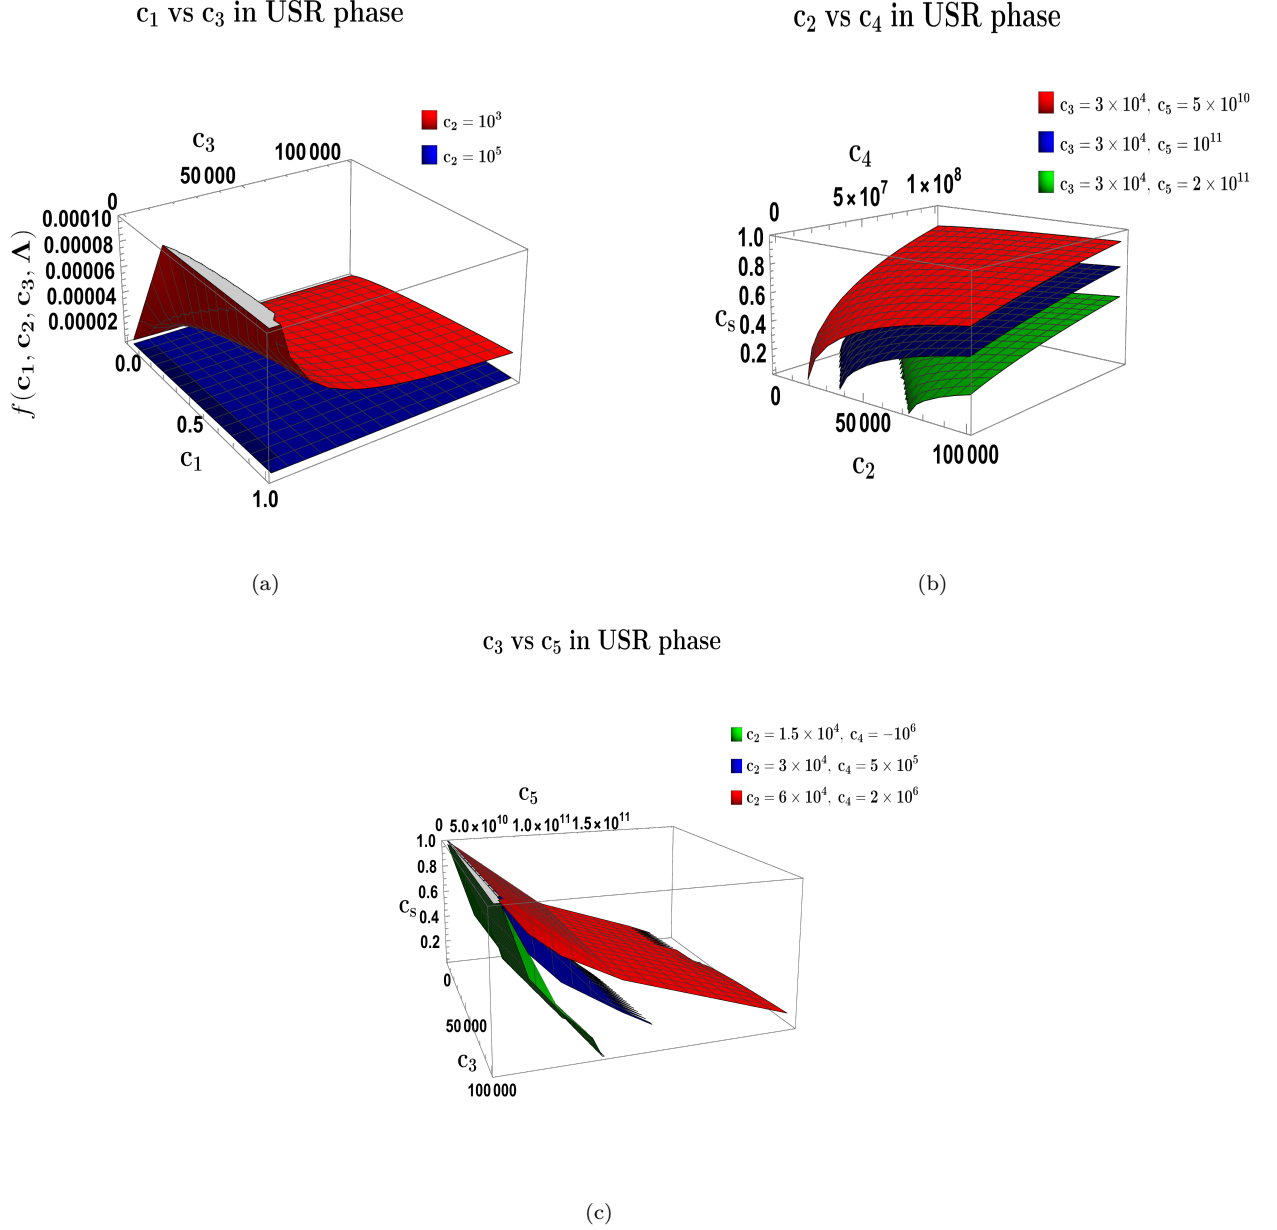 c₁ vs c₃ in USR phase
c₂ = 10³
c₂ = 10⁵
c₃
0
50 000
100 000
f (c₁, c₂, c₃, Λ)
0.00010
0.00008
0.00006
0.00004
0.00002
0.0
0.5
1.0
c₁
(a)
c₂ vs c₄ in USR phase
c₃ = 3 × 10⁴, c₅ = 5 × 10¹⁰
c₃ = 3 × 10⁴, c₅ = 10¹¹
c₃ = 3 × 10⁴, c₅ = 2 × 10¹¹
c₄
0
5×10⁷
1×10⁸
cₛ
1.0
0.8
0.6
0.4
0.2
0
50 000
100 000
c₂
(b)
c₃ vs c₅ in USR phase
c₂ = 1.5 × 10⁴, c₄ = −10⁶
c₂ = 3 × 10⁴, c₄ = 5 × 10⁵
c₂ = 6 × 10⁴, c₄ = 2 × 10⁶
c₅
0 5.0×10¹⁰ 1.0×10¹¹ 1.5×10¹¹
cₛ
1.0
0.8
0.6
0.4
0.2
0
50 000
100 000
c₃
(c)